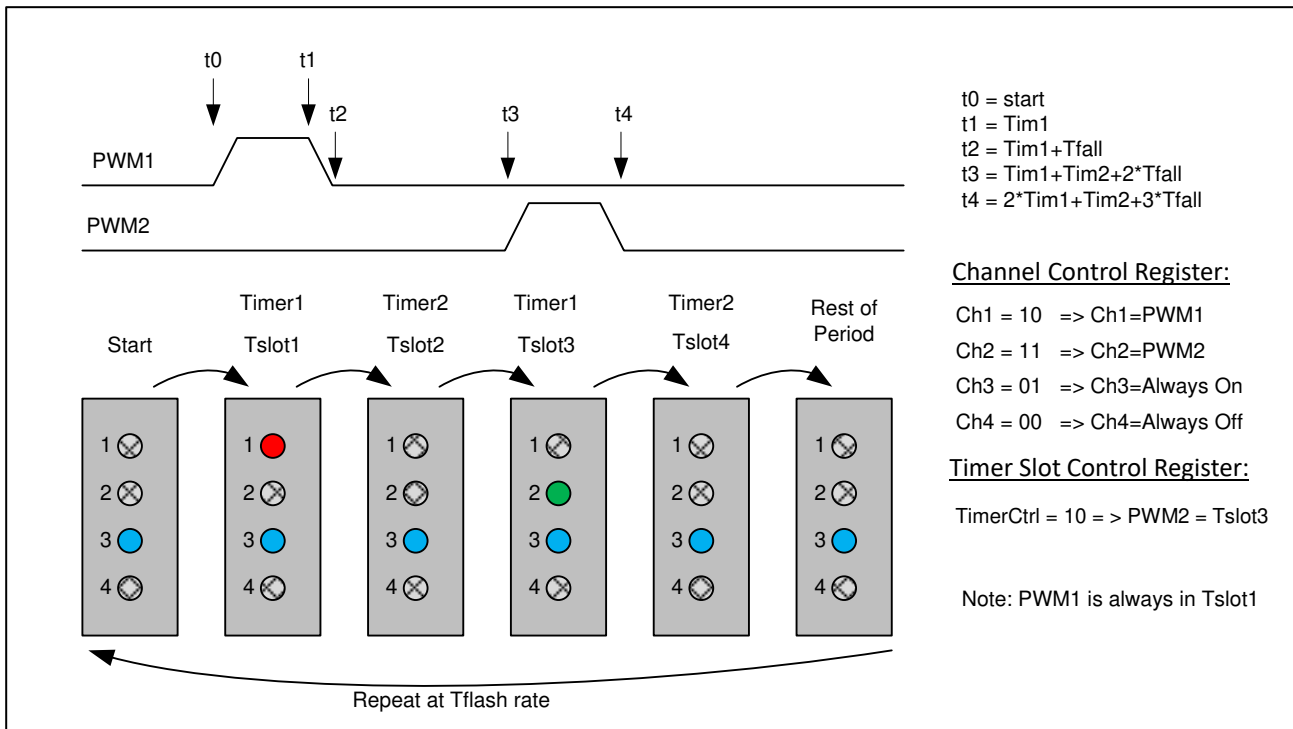 t0
t1
t2
t3
t4
PWM1
PWM2
t0 = start
t1 = Tim1
t2 = Tim1+Tfall
t3 = Tim1+Tim2+2*Tfall
t4 = 2*Tim1+Tim2+3*Tfall
Channel Control Register:
Ch1 = 10 => Ch1=PWM1
Ch2 = 11 => Ch2=PWM2
Ch3 = 01 => Ch3=Always On
Ch4 = 00 => Ch4=Always Off
Timer Slot Control Register:
TimerCtrl = 10 = > PWM2 = Tslot3
Note: PWM1 is always in Tslot1
Start
Timer1
Tslot1
Timer2
Tslot2
Timer1
Tslot3
Timer2
Tslot4
Rest of
Period
1
2
3
4
1
2
3
4
1
2
3
4
1
2
3
4
1
2
3
4
1
2
3
4
Repeat at Tflash rate